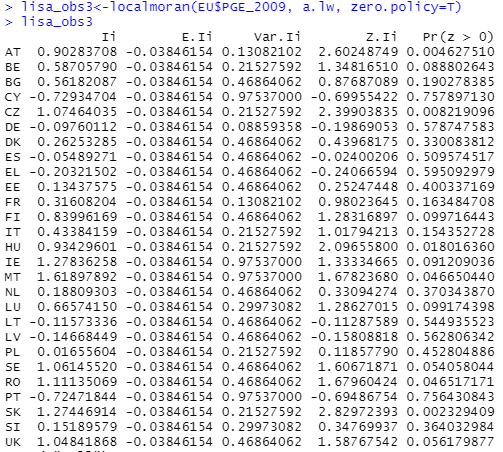 > lisa_obs3<-localmoran(EU$PGE_2009, a.lw, zero.policy=T)
> lisa_obs3
Ii E.Ii Var.Ii Z.Ii Pr(z > 0)
AT 0.90283708 -0.03846154 0.13082102 2.60248749 0.004627510
BE 0.58705790 -0.03846154 0.21527592 1.34816510 0.088802643
BG 0.56182087 -0.03846154 0.46864062 0.87687089 0.190278385
CY -0.72934704 -0.03846154 0.97537000 -0.69955422 0.757897130
CZ 1.07464035 -0.03846154 0.21527592 2.39903835 0.008219096
DE -0.09760112 -0.03846154 0.08859358 -0.19869053 0.578747583
DK 0.26253285 -0.03846154 0.46864062 0.43968175 0.330083812
ES -0.05489271 -0.03846154 0.46864062 -0.02400206 0.509574517
EL -0.20321502 -0.03846154 0.46864062 -0.24066594 0.595092979
EE 0.13437575 -0.03846154 0.46864062 0.25247448 0.400337169
FR 0.31608204 -0.03846154 0.13082102 0.98023645 0.163484708
FI 0.83996169 -0.03846154 0.46864062 1.28316897 0.099716443
IT 0.43384159 -0.03846154 0.21527592 1.01794213 0.154352728
HU 0.93429601 -0.03846154 0.21527592 2.09655800 0.018016360
IE 1.27836258 -0.03846154 0.97537000 1.33334665 0.091209036
MT 1.61897892 -0.03846154 0.97537000 1.67823680 0.046650440
NL 0.18809303 -0.03846154 0.46864062 0.33094274 0.370343870
LU 0.66574150 -0.03846154 0.29973082 1.28627015 0.099174398
LT -0.11573336 -0.03846154 0.46864062 -0.11287589 0.544935523
LV -0.14668449 -0.03846154 0.46864062 -0.15808818 0.562806342
PL 0.01655604 -0.03846154 0.21527592 0.11857790 0.452804886
SE 1.06145520 -0.03846154 0.46864062 1.60671871 0.054058044
RO 1.11135069 -0.03846154 0.46864062 1.67960424 0.046517171
PT -0.72471844 -0.03846154 0.97537000 -0.69486754 0.756430843
SK 1.27446914 -0.03846154 0.21527592 2.82972393 0.002329409
SI 0.15189579 -0.03846154 0.29973082 0.34769937 0.364032984
UK 1.04841868 -0.03846154 0.46864062 1.58767542 0.056179877